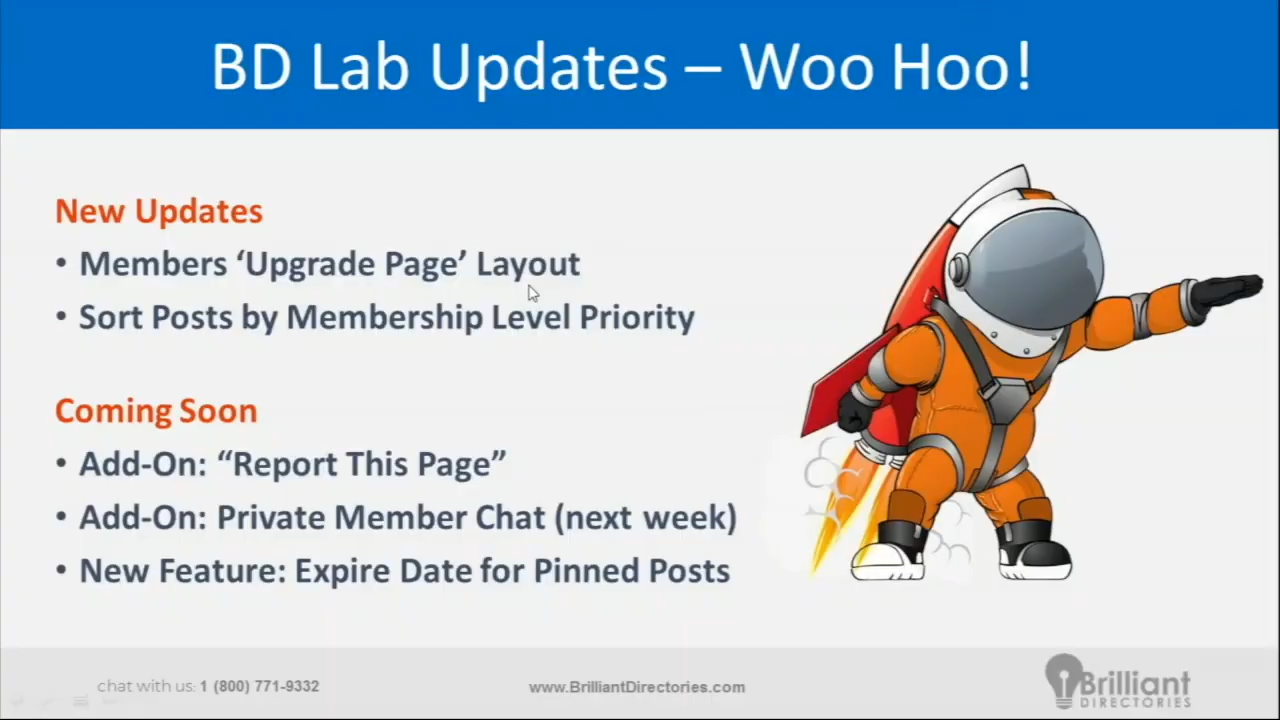 BD Lab Updates – Woo Hoo!
New Updates
• Members ‘Upgrade Page’ Layout
• Sort Posts by Membership Level Priority
Coming Soon
• Add-On: “Report This Page”
• Add-On: Private Member Chat (next week)
• New Feature: Expire Date for Pinned Posts
chat with us: 1 (800) 771-9332
www.BrilliantDirectories.com
Brilliant
DIRECTORIES